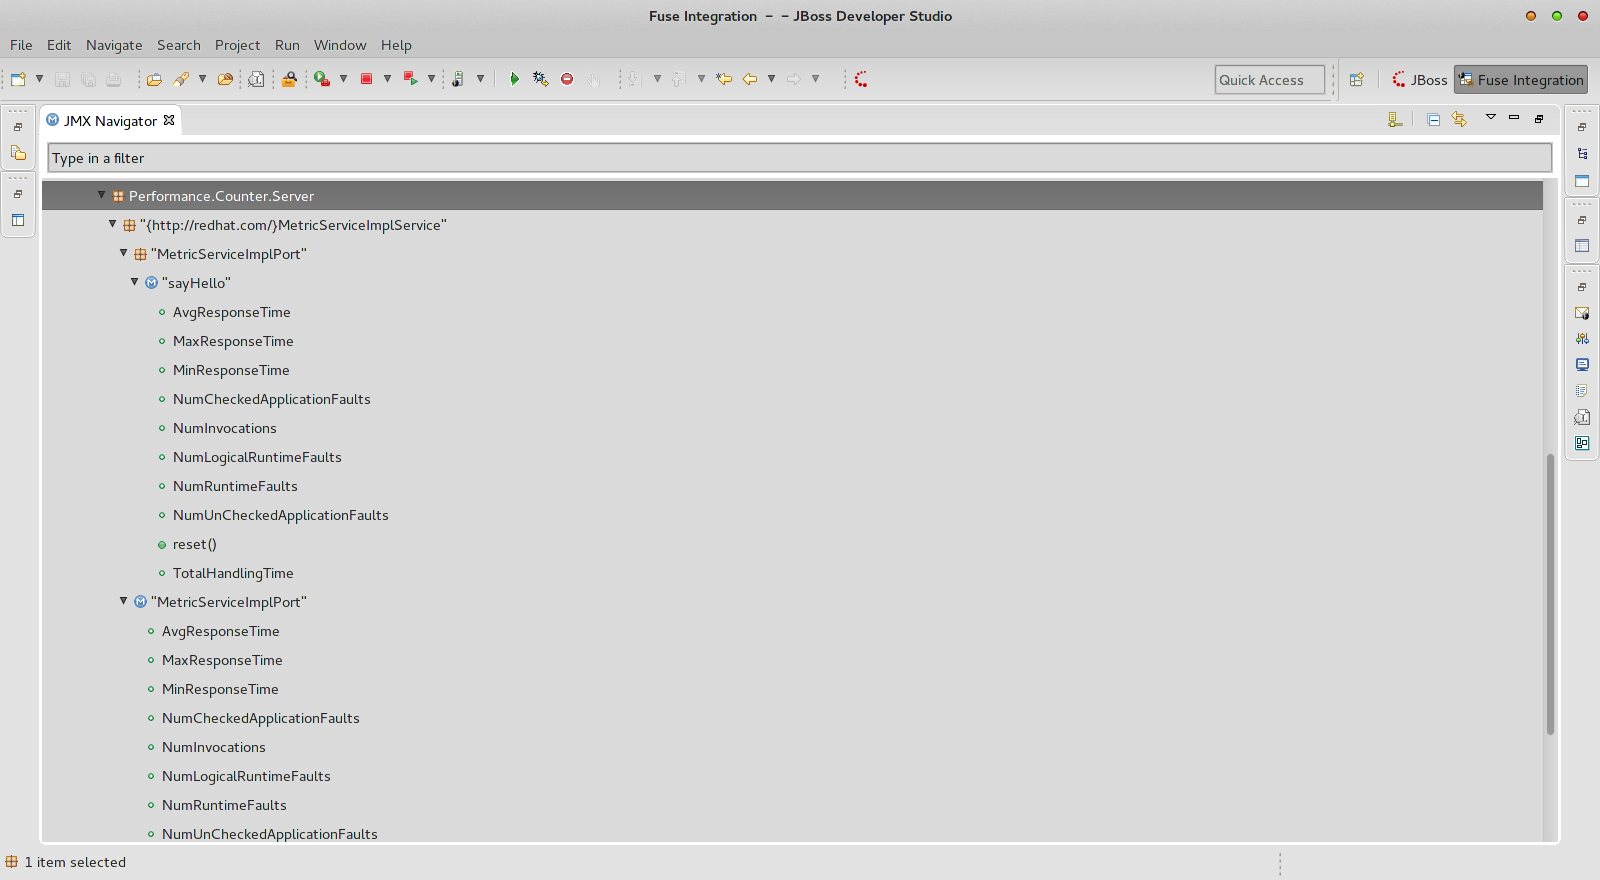 Fuse Integration - - JBoss Developer Studio
File Edit Navigate Search Project Run Window Help
Quick Access JBoss Fuse Integration
JMX Navigator
Type in a filter
Performance.Counter.Server
"{http://redhat.com/}MetricServiceImplService"
"MetricServiceImplPort"
"sayHello"
AvgResponseTime
MaxResponseTime
MinResponseTime
NumCheckedApplicationFaults
NumInvocations
NumLogicalRuntimeFaults
NumRuntimeFaults
NumUnCheckedApplicationFaults
reset()
TotalHandlingTime
"MetricServiceImplPort"
AvgResponseTime
MaxResponseTime
MinResponseTime
NumCheckedApplicationFaults
NumInvocations
NumLogicalRuntimeFaults
NumRuntimeFaults
NumUnCheckedApplicationFaults
1 item selected